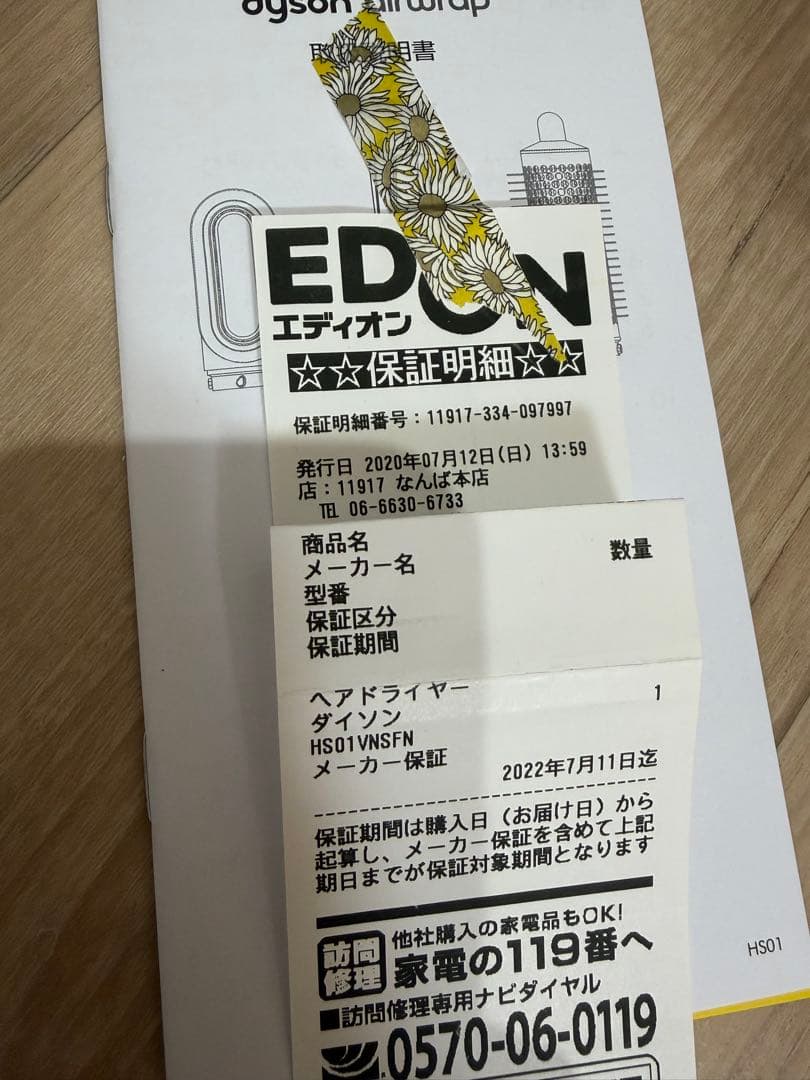 dyson airwrap
明書
エディオン
☆☆保証明細☆☆
保証明細番号：11917-334-097997
発行日 2020年07月12日(日) 13:59
店：11917 なんば本店
TEL 06-6630-6733
商品名
メーカー名 数量
型番
保証区分
保証期間
ヘアドライヤー 1
ダイソン
HS01VNSFN
メーカー保証 2022年7月11日迄
保証期間は購入日（お届け日）から
起算し、メーカー保証を含めて上記
期日までが保証対象期間となります
訪問修理 他社購入の家電品もOK!
家電の119番へ
■訪問修理専用ナビダイヤル
0570-06-0119
HS01